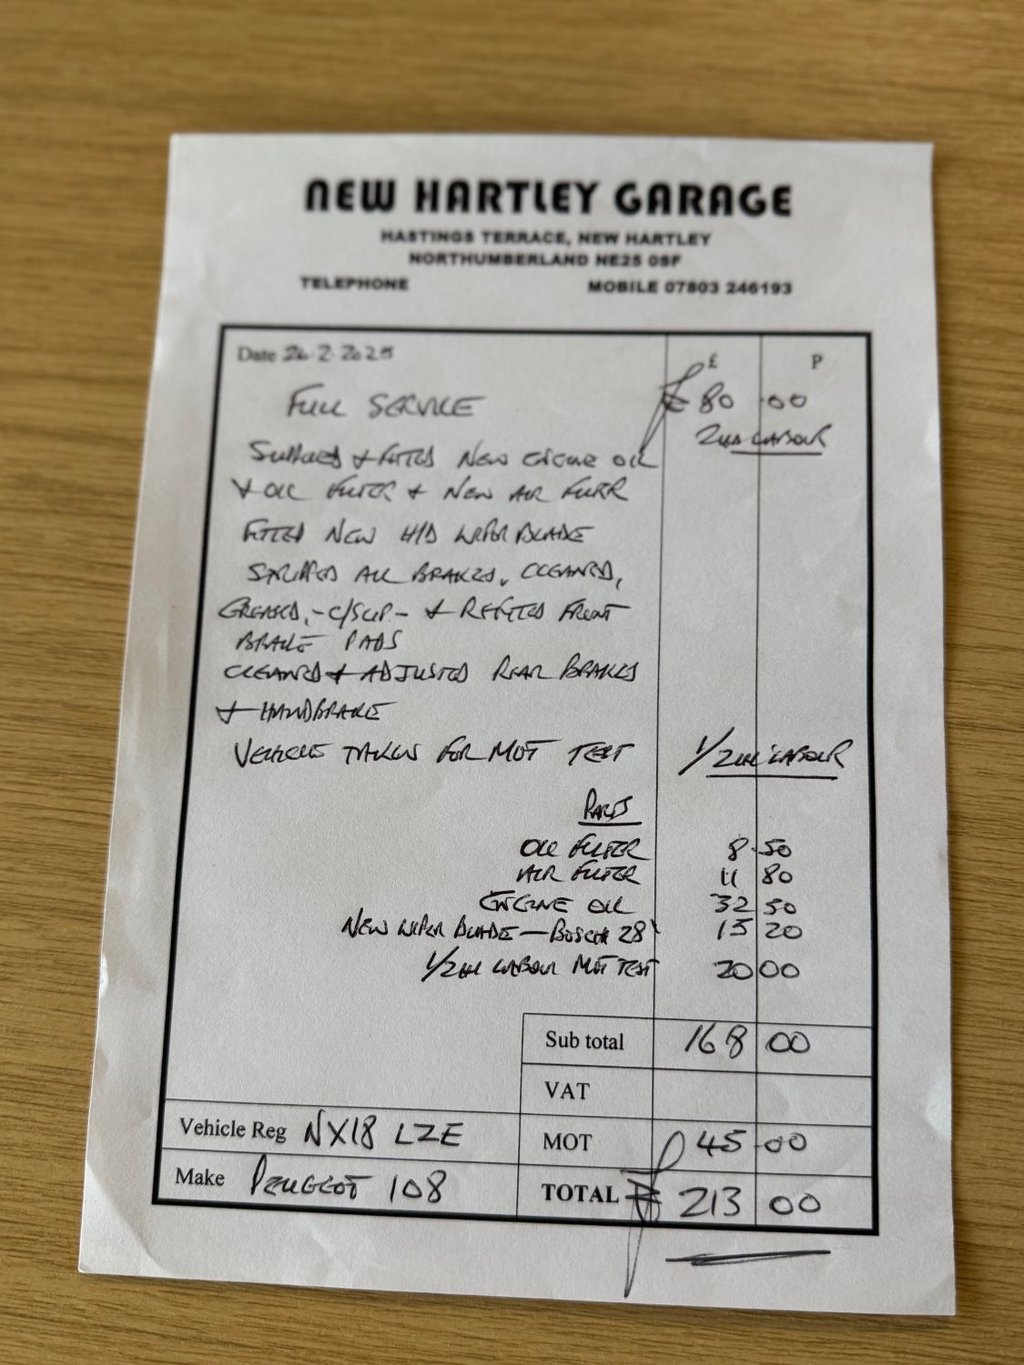 NEW HARTLEY GARAGE
HASTINGS TERRACE, NEW HARTLEY
NORTHUMBERLAND NE25 0SF
TELEPHONE MOBILE 07803 246193
Date 26.2.2025 £ P
FULL SERVICE £80.00
2HR LABOUR
SUPPLIED & FITTED NEW ENGINE OIL
& OIL FILTER & NEW AIR FILTER
FITTED NEW H/D WIPER BLADE
STRIPPED ALL BRAKES, CLEANED,
GREASED, -C/SLIP- & REFITTED FRONT
BRAKE PADS
CLEANED & ADJUSTED REAR BRAKES
& HANDBRAKE
VEHICLE TAKEN FOR MOT TEST 1/2HR LABOUR
PARTS
OIL FILTER 8.50
AIR FILTER 11 80
ENGINE OIL 32 50
NEW WIPER BLADE - BOSCH 28" 15 20
1/2HR LABOUR MOT TEST 20 00
Sub total 168 00
VAT
Vehicle Reg NX18 LZE MOT £45.00
Make PEUGEOT 108 TOTAL £213 00